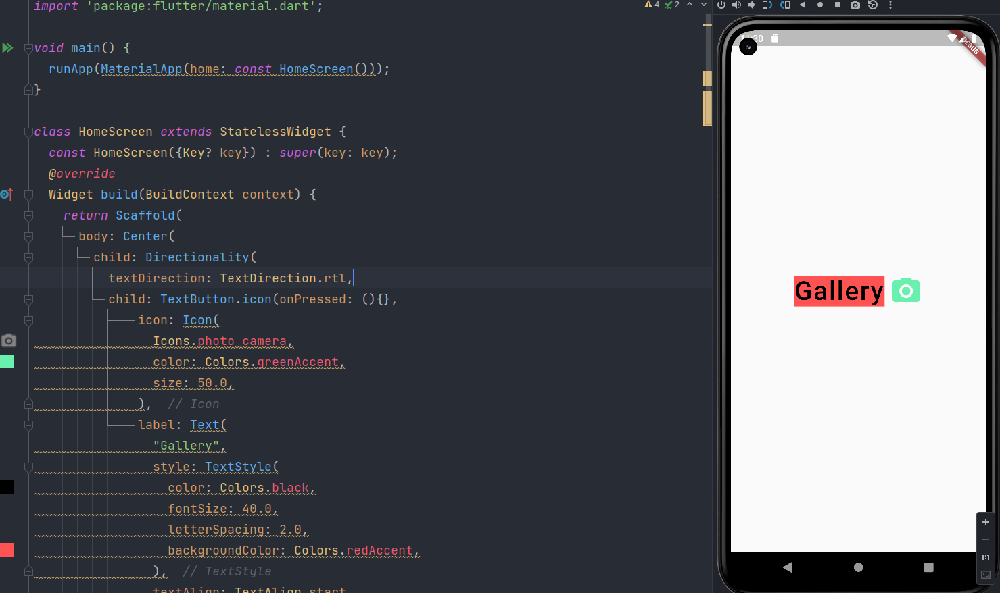 import 'package:flutter/material.dart';
void main() {
runApp(MaterialApp(home: const HomeScreen()));
}
class HomeScreen extends StatelessWidget {
const HomeScreen({Key? key}) : super(key: key);
@override
Widget build(BuildContext context) {
return Scaffold(
body: Center(
child: Directionality(
textDirection: TextDirection.rtl,
child: TextButton.icon(onPressed: (){},
icon: Icon(
Icons.photo_camera,
color: Colors.greenAccent,
size: 50.0,
), // Icon
label: Text(
"Gallery",
style: TextStyle(
color: Colors.black,
fontSize: 40.0,
letterSpacing: 2.0,
backgroundColor: Colors.redAccent,
), // TextStyle
textAlign: TextAlign.start
4 2
DEBUG
Gallery
1:1